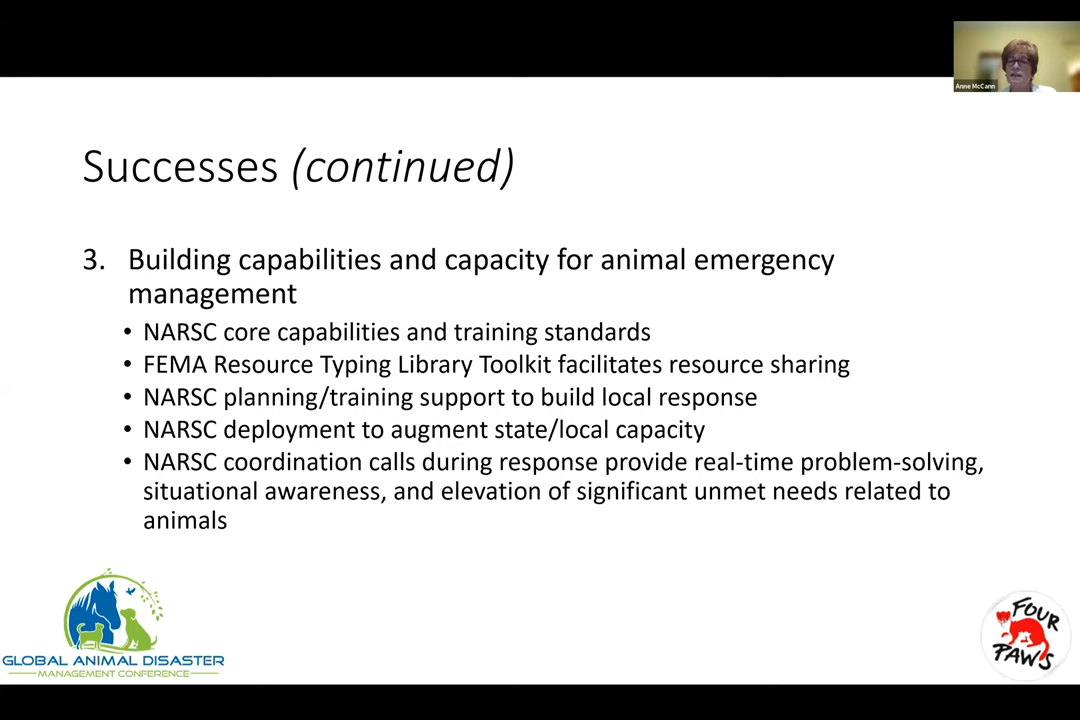 Anne McCann
Successes (continued)
3. Building capabilities and capacity for animal emergency
management
• NARSC core capabilities and training standards
• FEMA Resource Typing Library Toolkit facilitates resource sharing
• NARSC planning/training support to build local response
• NARSC deployment to augment state/local capacity
• NARSC coordination calls during response provide real-time problem-solving,
situational awareness, and elevation of significant unmet needs related to
animals
GLOBAL ANIMAL DISASTER
MANAGEMENT CONFERENCE
FOUR
PAWS